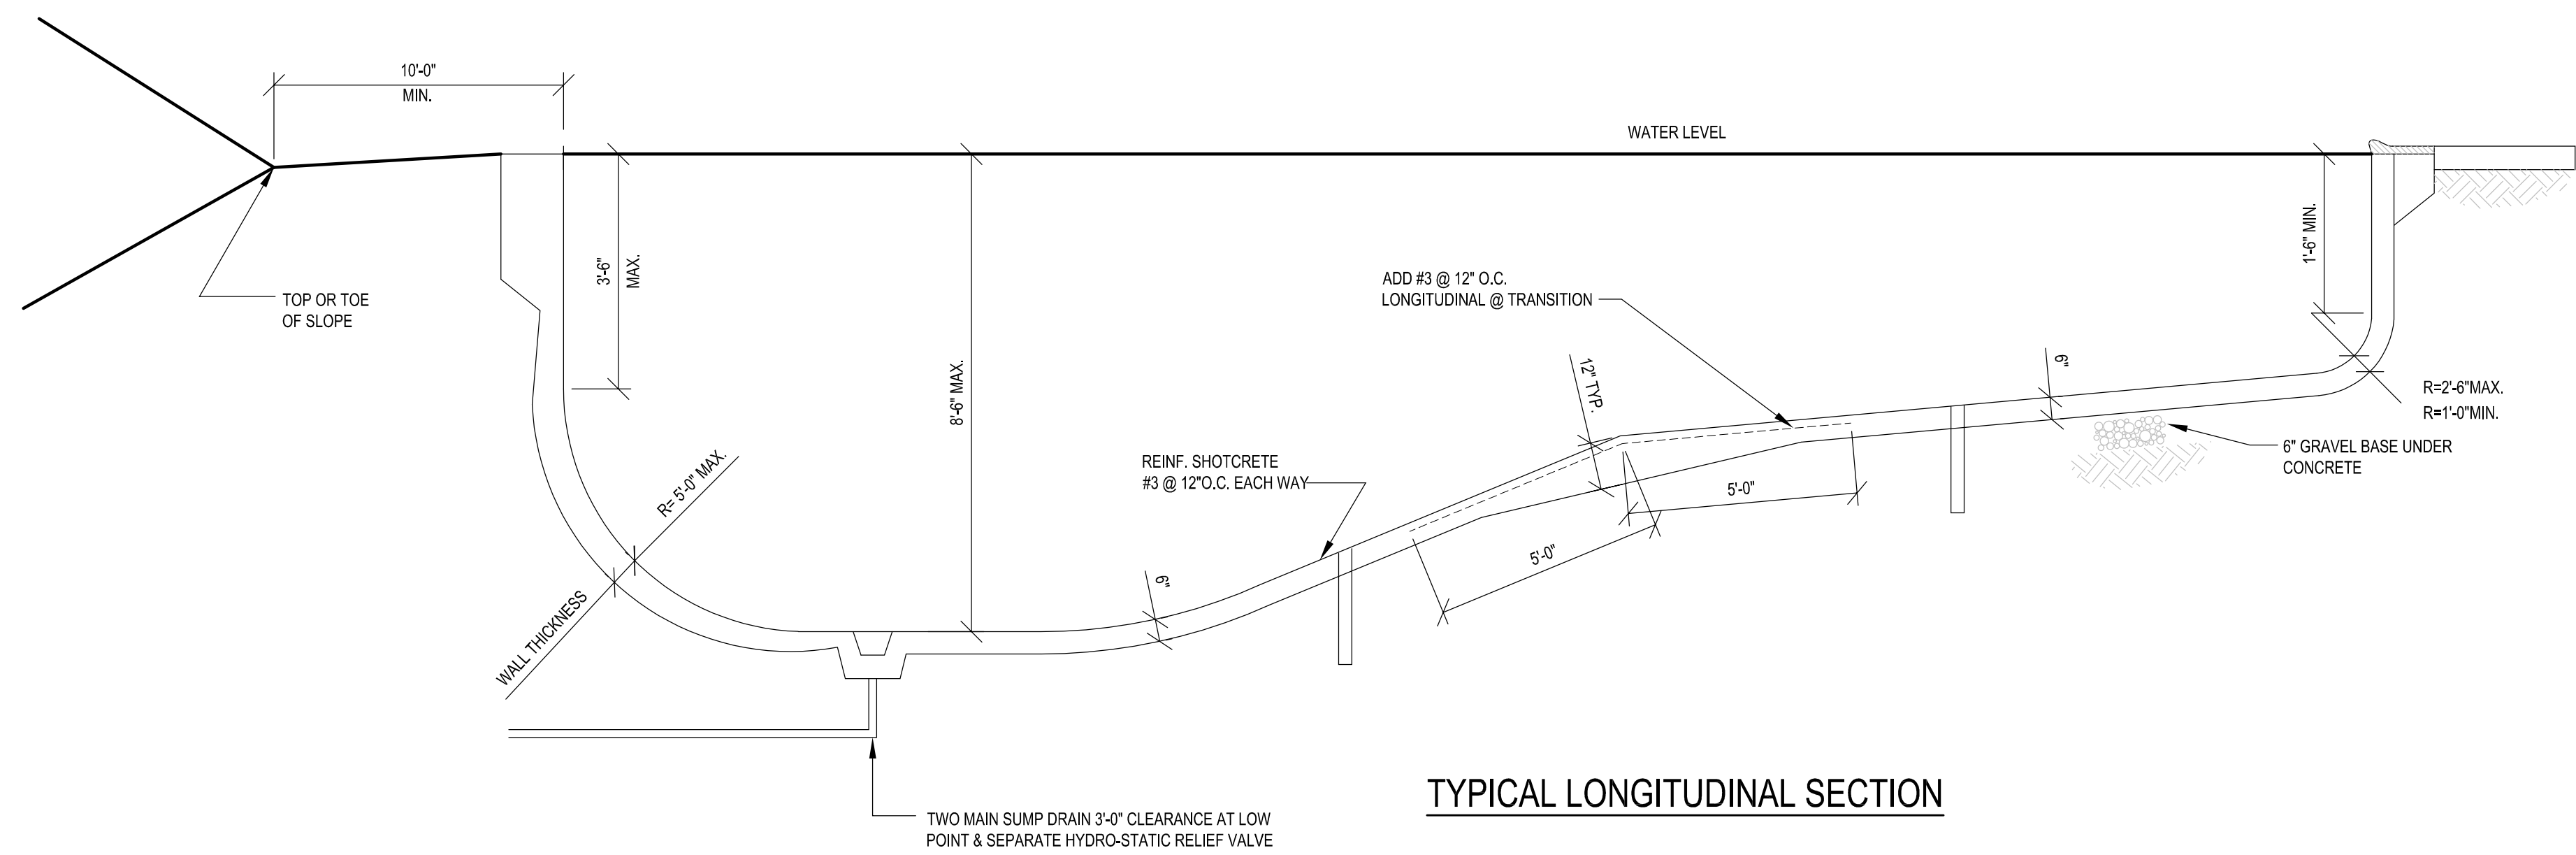 10'-0"
MIN.
WATER LEVEL
TOP OR TOE
OF SLOPE
3'-6"
MAX.
8'-6" MAX.
R= 5'-0" MAX.
WALL THICKNESS
6"
REINF. SHOTCRETE
#3 @ 12"O.C. EACH WAY
ADD #3 @ 12" O.C.
LONGITUDINAL @ TRANSITION
12" TYP.
5'-0"
5'-0"
6"
1'-6" MIN.
R=2'-6"MAX.
R=1'-0"MIN.
6" GRAVEL BASE UNDER
CONCRETE
TWO MAIN SUMP DRAIN 3'-0" CLEARANCE AT LOW
POINT & SEPARATE HYDRO-STATIC RELIEF VALVE
TYPICAL LONGITUDINAL SECTION